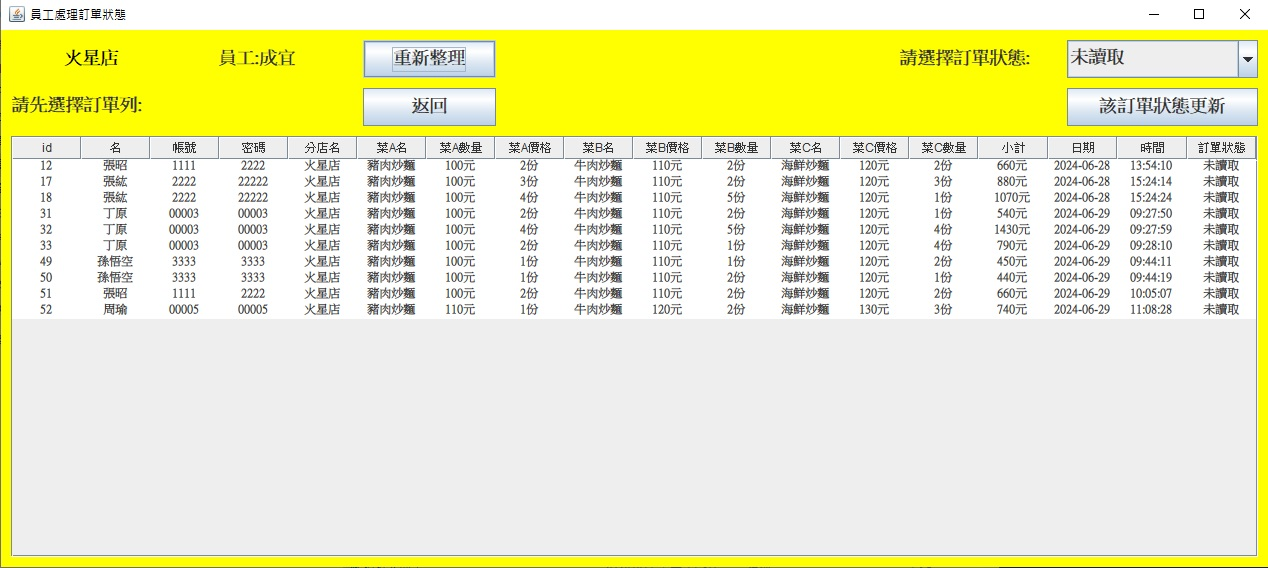 員工處理訂單狀態
火星店 員工:成宜 重新整理 請選擇訂單狀態: 未讀取
請先選擇訂單列: 返回 該訂單狀態更新
id 名 帳號 密碼 分店名 菜A名 菜A數量 菜A價格 菜B名 菜B價格 菜B數量 菜C名 菜C價格 菜C數量 小計 日期 時間 訂單狀態
12 張昭 1111 2222 火星店 豬肉炒麵 100元 2份 牛肉炒麵 110元 2份 海鮮炒麵 120元 2份 660元 2024-06-28 13:54:10 未讀取
17 張紘 2222 22222 火星店 豬肉炒麵 100元 3份 牛肉炒麵 110元 2份 海鮮炒麵 120元 3份 880元 2024-06-28 15:24:14 未讀取
18 張紘 2222 22222 火星店 豬肉炒麵 100元 4份 牛肉炒麵 110元 5份 海鮮炒麵 120元 1份 1070元 2024-06-28 15:24:24 未讀取
31 丁原 00003 00003 火星店 豬肉炒麵 100元 2份 牛肉炒麵 110元 2份 海鮮炒麵 120元 1份 540元 2024-06-29 09:27:50 未讀取
32 丁原 00003 00003 火星店 豬肉炒麵 100元 4份 牛肉炒麵 110元 5份 海鮮炒麵 120元 4份 1430元 2024-06-29 09:27:59 未讀取
33 丁原 00003 00003 火星店 豬肉炒麵 100元 2份 牛肉炒麵 110元 1份 海鮮炒麵 120元 4份 790元 2024-06-29 09:28:10 未讀取
49 孫悟空 3333 3333 火星店 豬肉炒麵 100元 1份 牛肉炒麵 110元 1份 海鮮炒麵 120元 2份 450元 2024-06-29 09:44:11 未讀取
50 孫悟空 3333 3333 火星店 豬肉炒麵 100元 1份 牛肉炒麵 110元 2份 海鮮炒麵 120元 1份 440元 2024-06-29 09:44:19 未讀取
51 張昭 1111 2222 火星店 豬肉炒麵 100元 2份 牛肉炒麵 110元 2份 海鮮炒麵 120元 2份 660元 2024-06-29 10:05:07 未讀取
52 周瑜 00005 00005 火星店 豬肉炒麵 110元 1份 牛肉炒麵 120元 2份 海鮮炒麵 130元 3份 740元 2024-06-29 11:08:28 未讀取